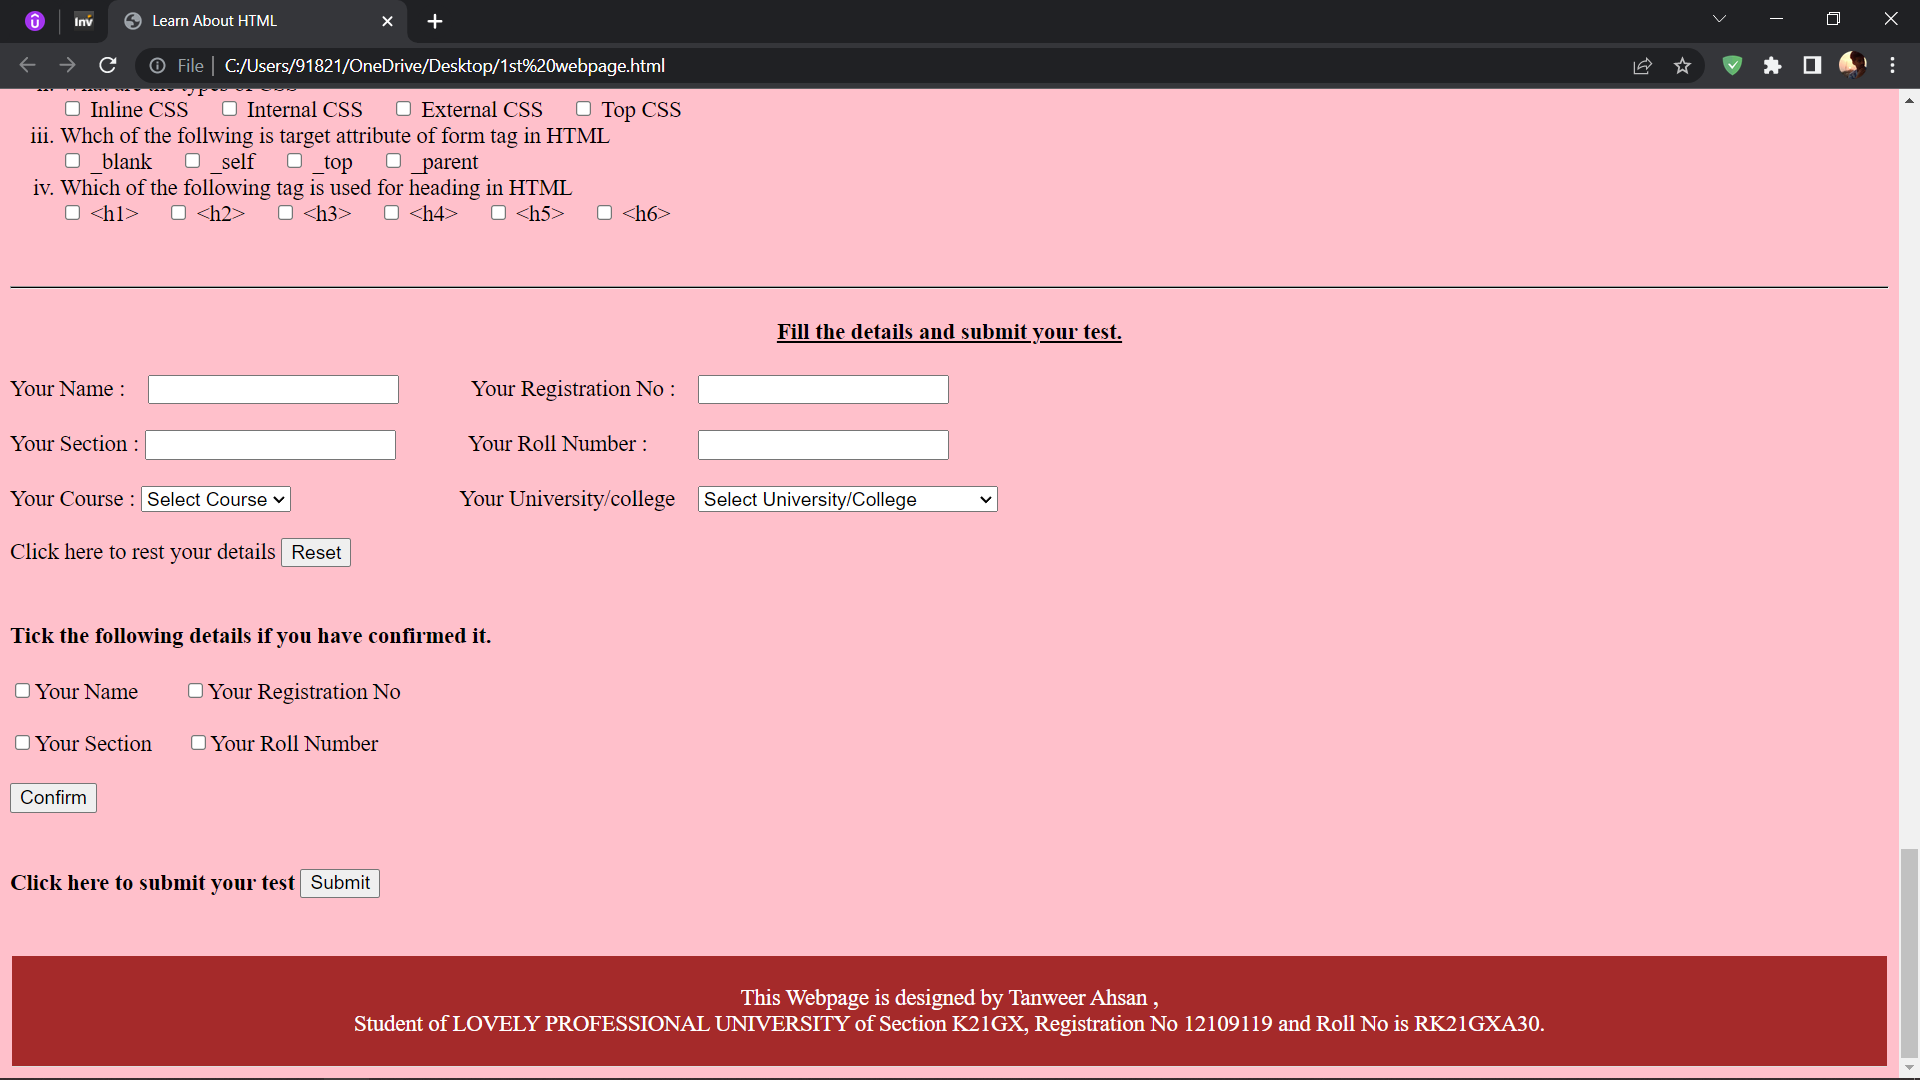 Inv
Learn About HTML
File
C:/Users/91821/OneDrive/Desktop/1st%20webpage.html
ii. What are the types of CSS
Inline CSS Internal CSS External CSS Top CSS
iii. Whch of the follwing is target attribute of form tag in HTML
_blank _self _top _parent
iv. Which of the following tag is used for heading in HTML
<h1> <h2> <h3> <h4> <h5> <h6>
Fill the details and submit your test.
Your Name : Your Registration No :
Your Section : Your Roll Number :
Your Course : Select Course Your University/college Select University/College
Click here to rest your details Reset
Tick the following details if you have confirmed it.
Your Name Your Registration No
Your Section Your Roll Number
Confirm
Click here to submit your test Submit
This Webpage is designed by Tanweer Ahsan ,
Student of LOVELY PROFESSIONAL UNIVERSITY of Section K21GX, Registration No 12109119 and Roll No is RK21GXA30.